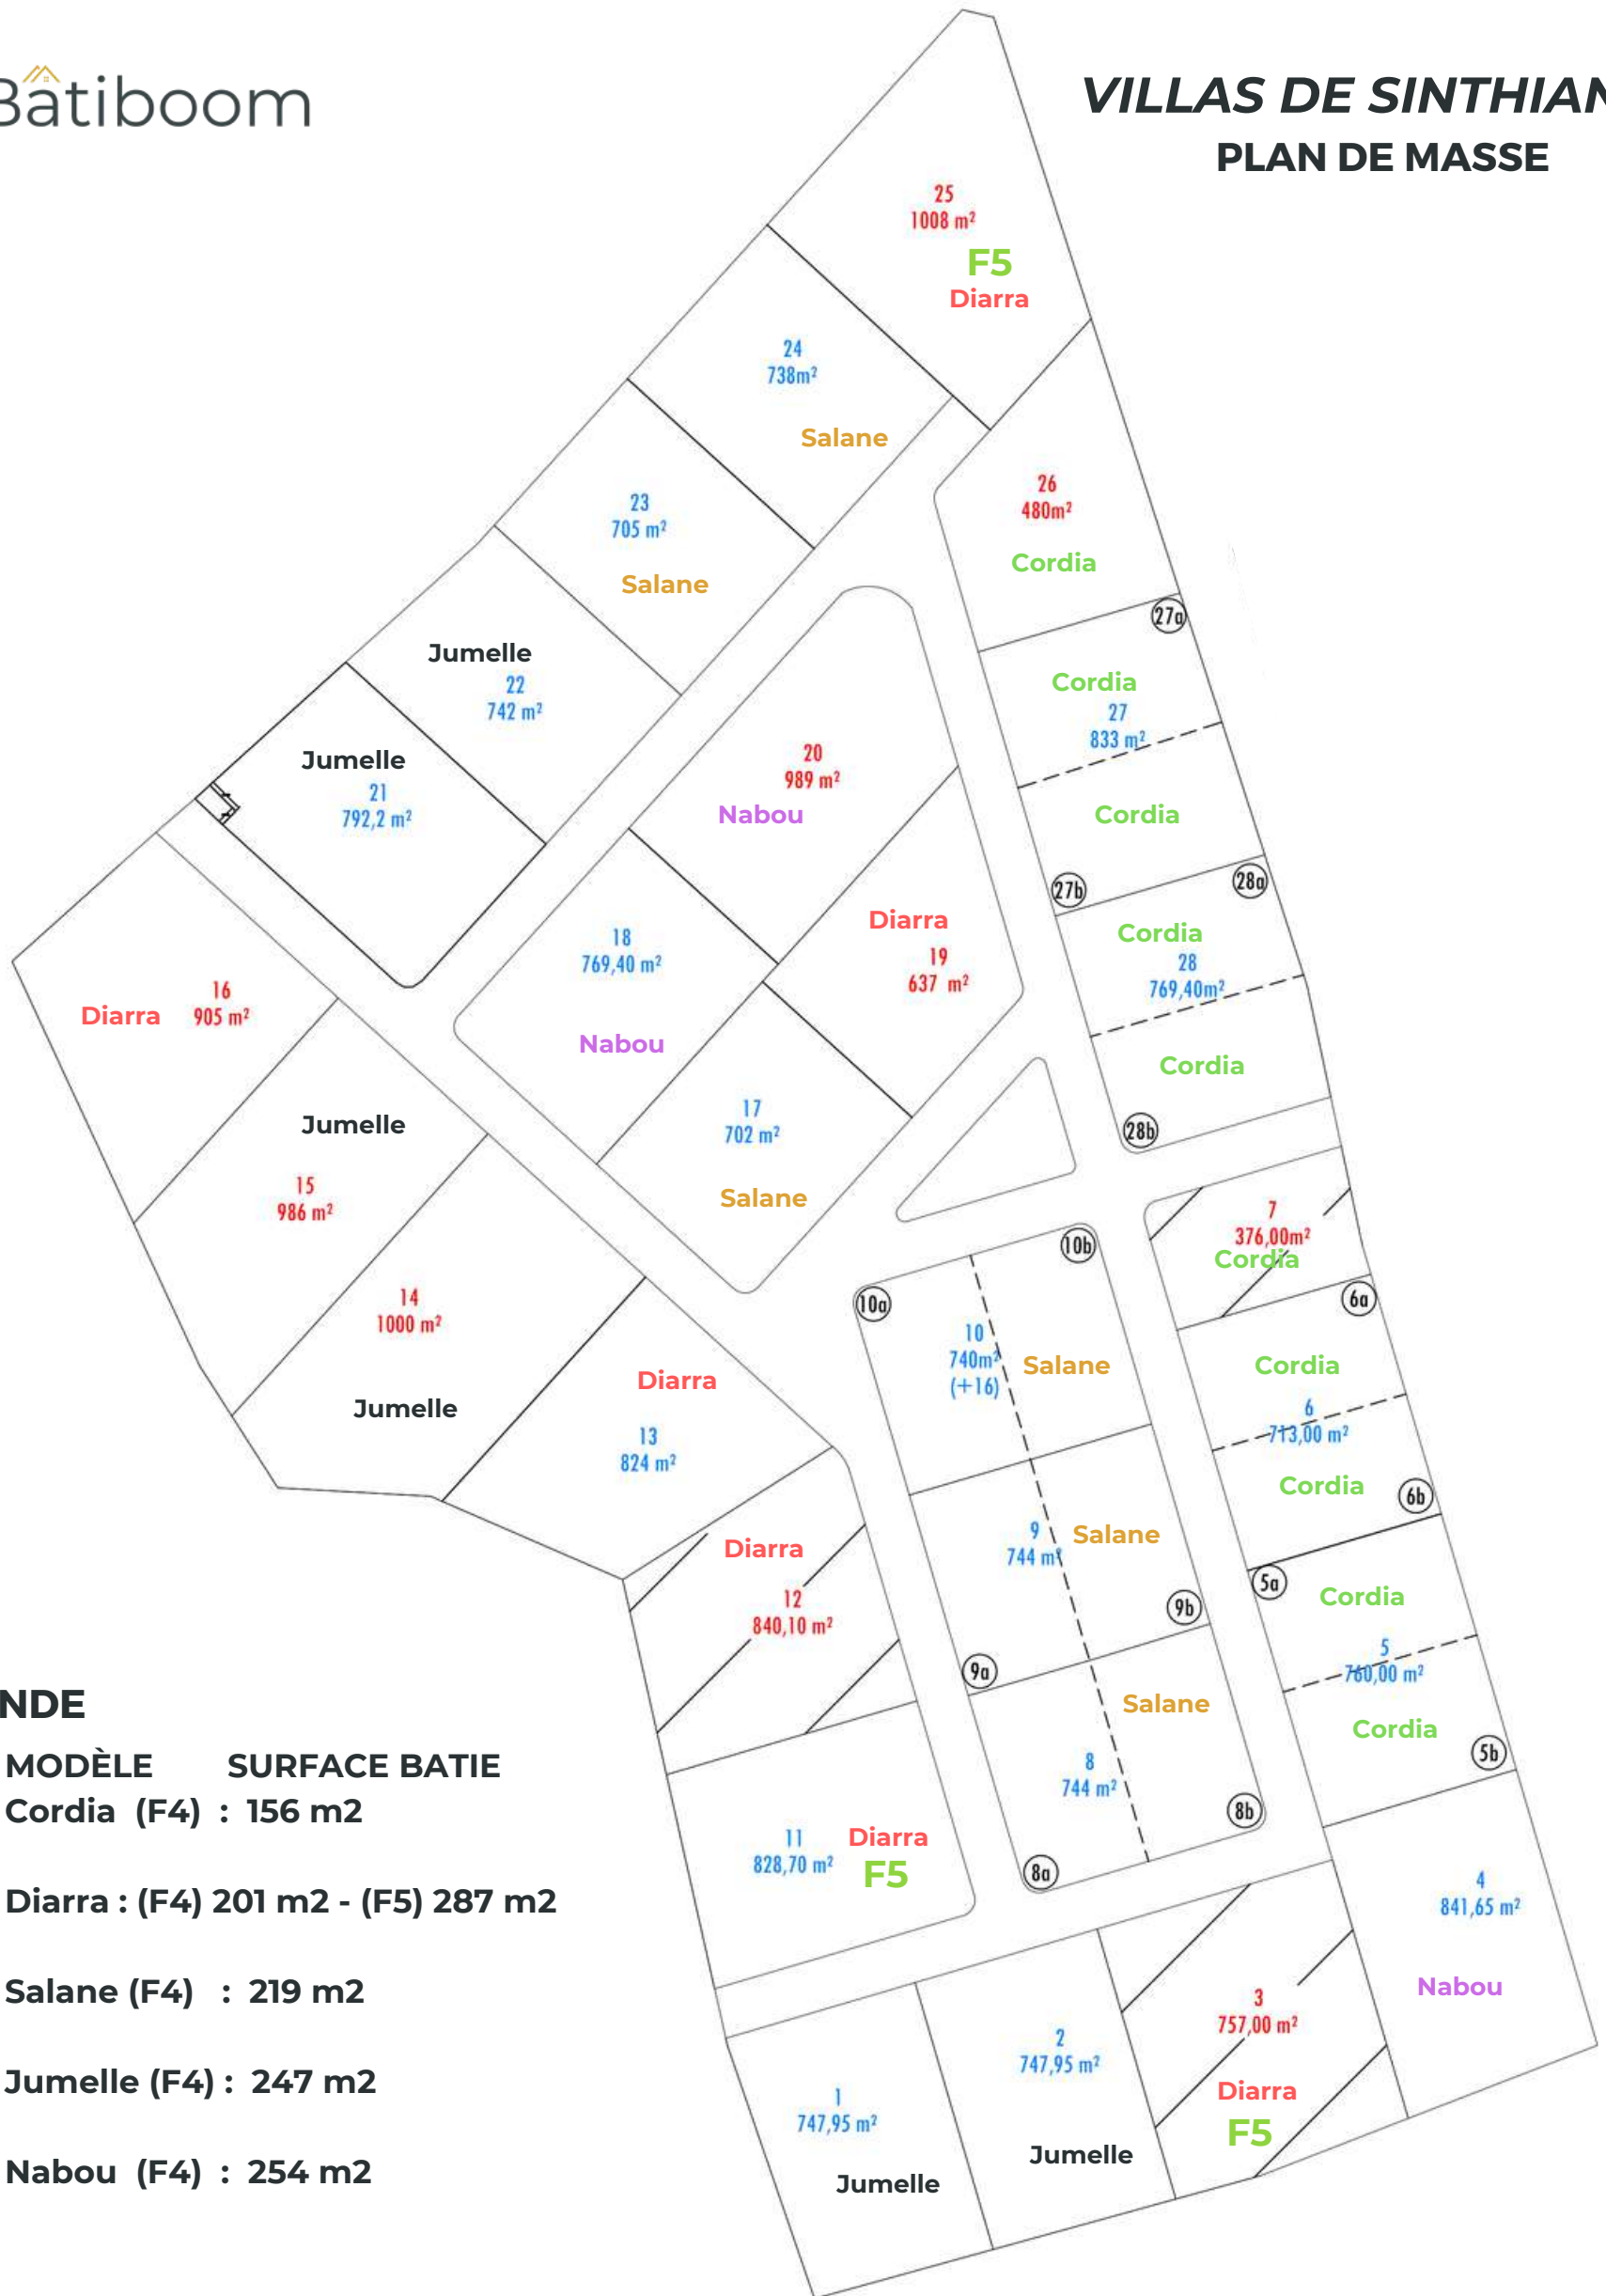 Bâtiboom
VILLAS DE SINTHIAN
PLAN DE MASSE
25
1008 m²
F5
Diarra
24
738m²
Salane
26
480m²
Cordia
23
705 m²
Salane
27a
Jumelle
22
742 m²
Cordia
27
833 m²
Jumelle
21
792,2 m²
20
989 m²
Nabou
Cordia
27b
28a
Diarra
19
637 m²
18
769,40 m²
Nabou
Cordia
28
769,40m²
16
905 m²
Diarra
Cordia
28b
17
702 m²
Salane
Jumelle
15
986 m²
7
376,00m²
Cordia
10b
10a
6a
14
1000 m²
Jumelle
10
740m²
(+16)
Salane
Cordia
6
713,00 m²
Cordia
6b
Diarra
13
824 m²
9
744 m²
Salane
9b
9a
Diarra
12
840,10 m²
5a
Cordia
5
760,00 m²
Cordia
5b
Salane
8
744 m²
8b
8a
11
828,70 m²
Diarra
F5
4
841,65 m²
Nabou
3
757,00 m²
Diarra
F5
2
747,95 m²
Jumelle
1
747,95 m²
Jumelle
NDE
MODÈLE SURFACE BATIE
Cordia (F4) : 156 m2
Diarra : (F4) 201 m2 - (F5) 287 m2
Salane (F4) : 219 m2
Jumelle (F4) : 247 m2
Nabou (F4) : 254 m2